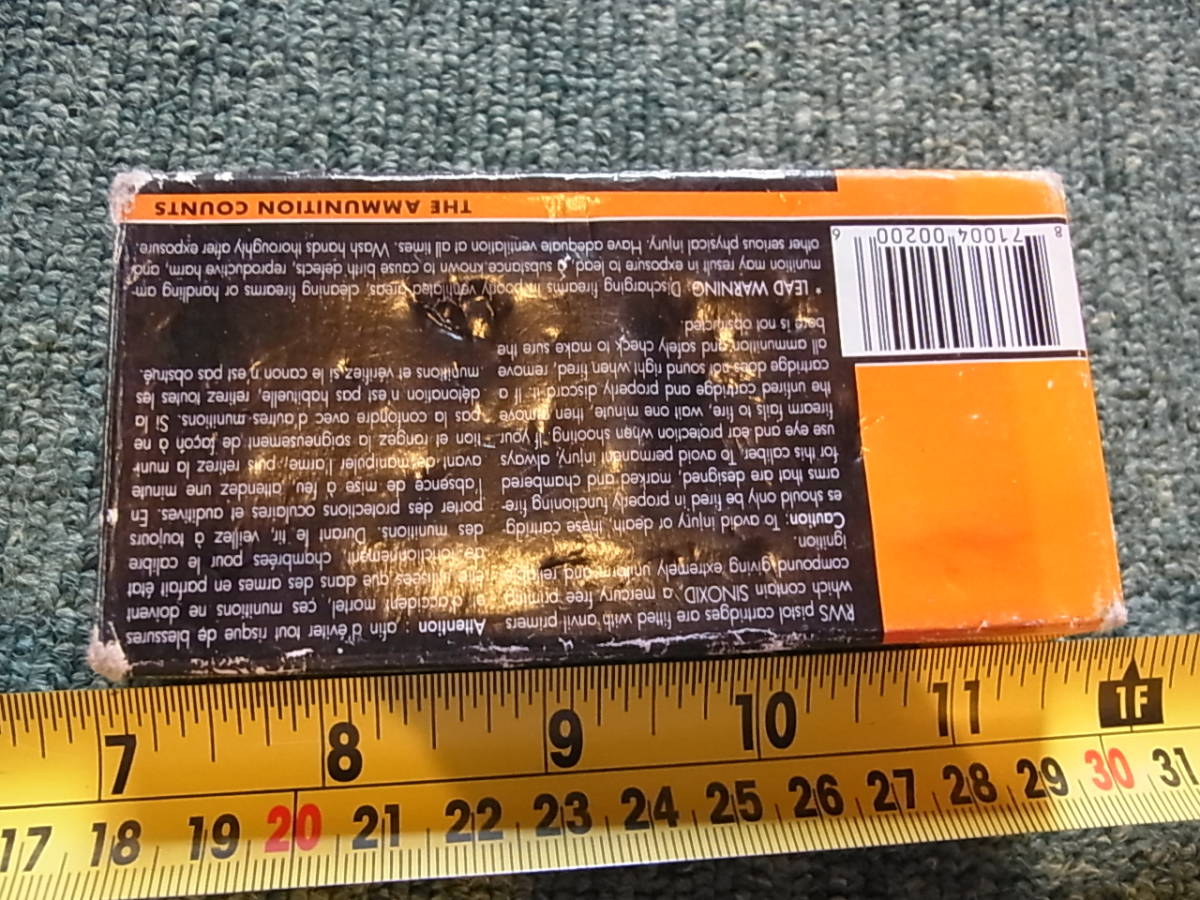 RWS pistol cartridges are fitted with anvil primers
which contain SINOXID, a mercury free priming
compound giving extremely uniform and reliable
ignition.
Caution: To avoid injury or death, these cartridg-
es should only be fired in properly functioning fire-
arms that are designed, marked and chambered
for this caliber. To avoid permanent injury, always
use eye and ear protection when shooting. If your
firearm fails to fire, wait one minute, then remove
the unfired cartridge and properly discard it. If a
cartridge does not sound right when fired, remove
all ammunition and safely check to make sure the
bore is not obstructed.
Attention : afin d'éviter tout risque de blessures
d'accident mortel, ces munitions ne doivent
être utilisées que dans des armes en parfait état
de fonctionnement, chambrées pour le calibre
des munitions. Durant le tir, veillez à toujours
porter des protections oculaires et auditives. En
l'absence de mise à feu, attendez une minute
avant de manipuler l'arme, puis retirez la muni-
tion et rangez la soigneusement de façon à ne
pas la confondre avec d'autres munitions. Si la
détonation n'est pas habituelle, retirez toutes les
munitions et vérifiez si le canon n'est pas obstrué.
* LEAD WARNING: Discharging firearms in poorly ventilated areas, cleaning firearms or handling am-
munition may result in exposure to lead, a substance known to cause birth defects, reproductive harm, and
other serious physical injury. Have adequate ventilation at all times. Wash hands thoroughly after exposure.
8 71004 00200 6
THE AMMUNITION COUNTS
7 8 9 10 11 1F
17 18 19 20 21 22 23 24 25 26 27 28 29 30 31